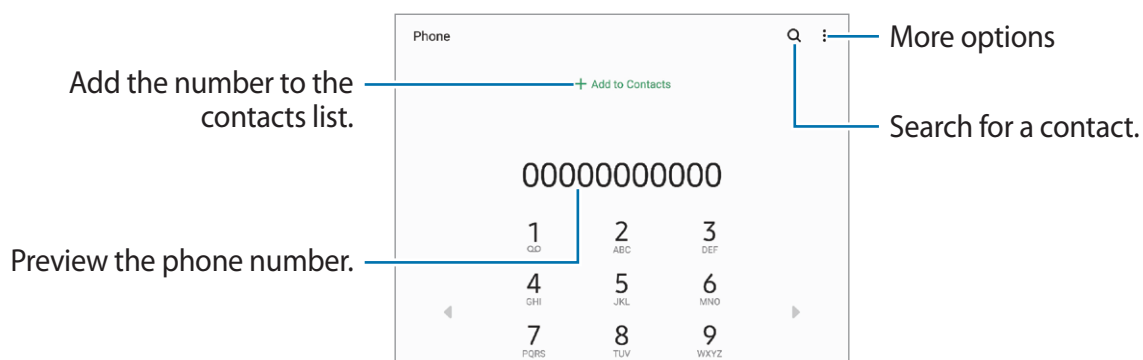 Phone
More options
Add the number to the
contacts list.
+ Add to Contacts
Search for a contact.
00000000000
1 2 3
ABC DEF
Preview the phone number.
4 5 6
GHI JKL MNO
7 8 9
PQRS TUV WXYZ